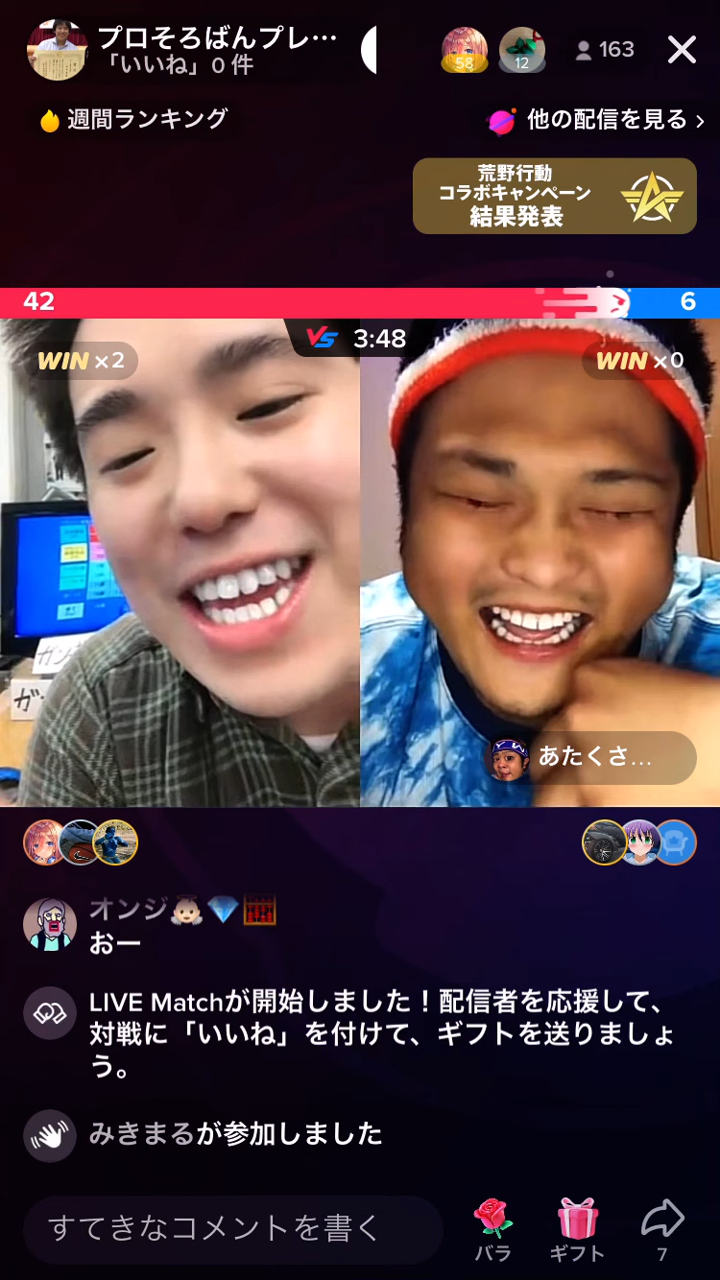 プロそろばんプレ…
「いいね」0 件
58
12
163
週間ランキング
他の配信を見る
荒野行動
コラボキャンペーン
結果発表
42
6
VS 3:48
WIN ×2
WIN ×0
あたくさ…
オンジ
おー
LIVE Matchが開始しました！配信者を応援して、
対戦に「いいね」を付けて、ギフトを送りましょ
う。
みきまるが参加しました
すてきなコメントを書く
バラ
ギフト
7